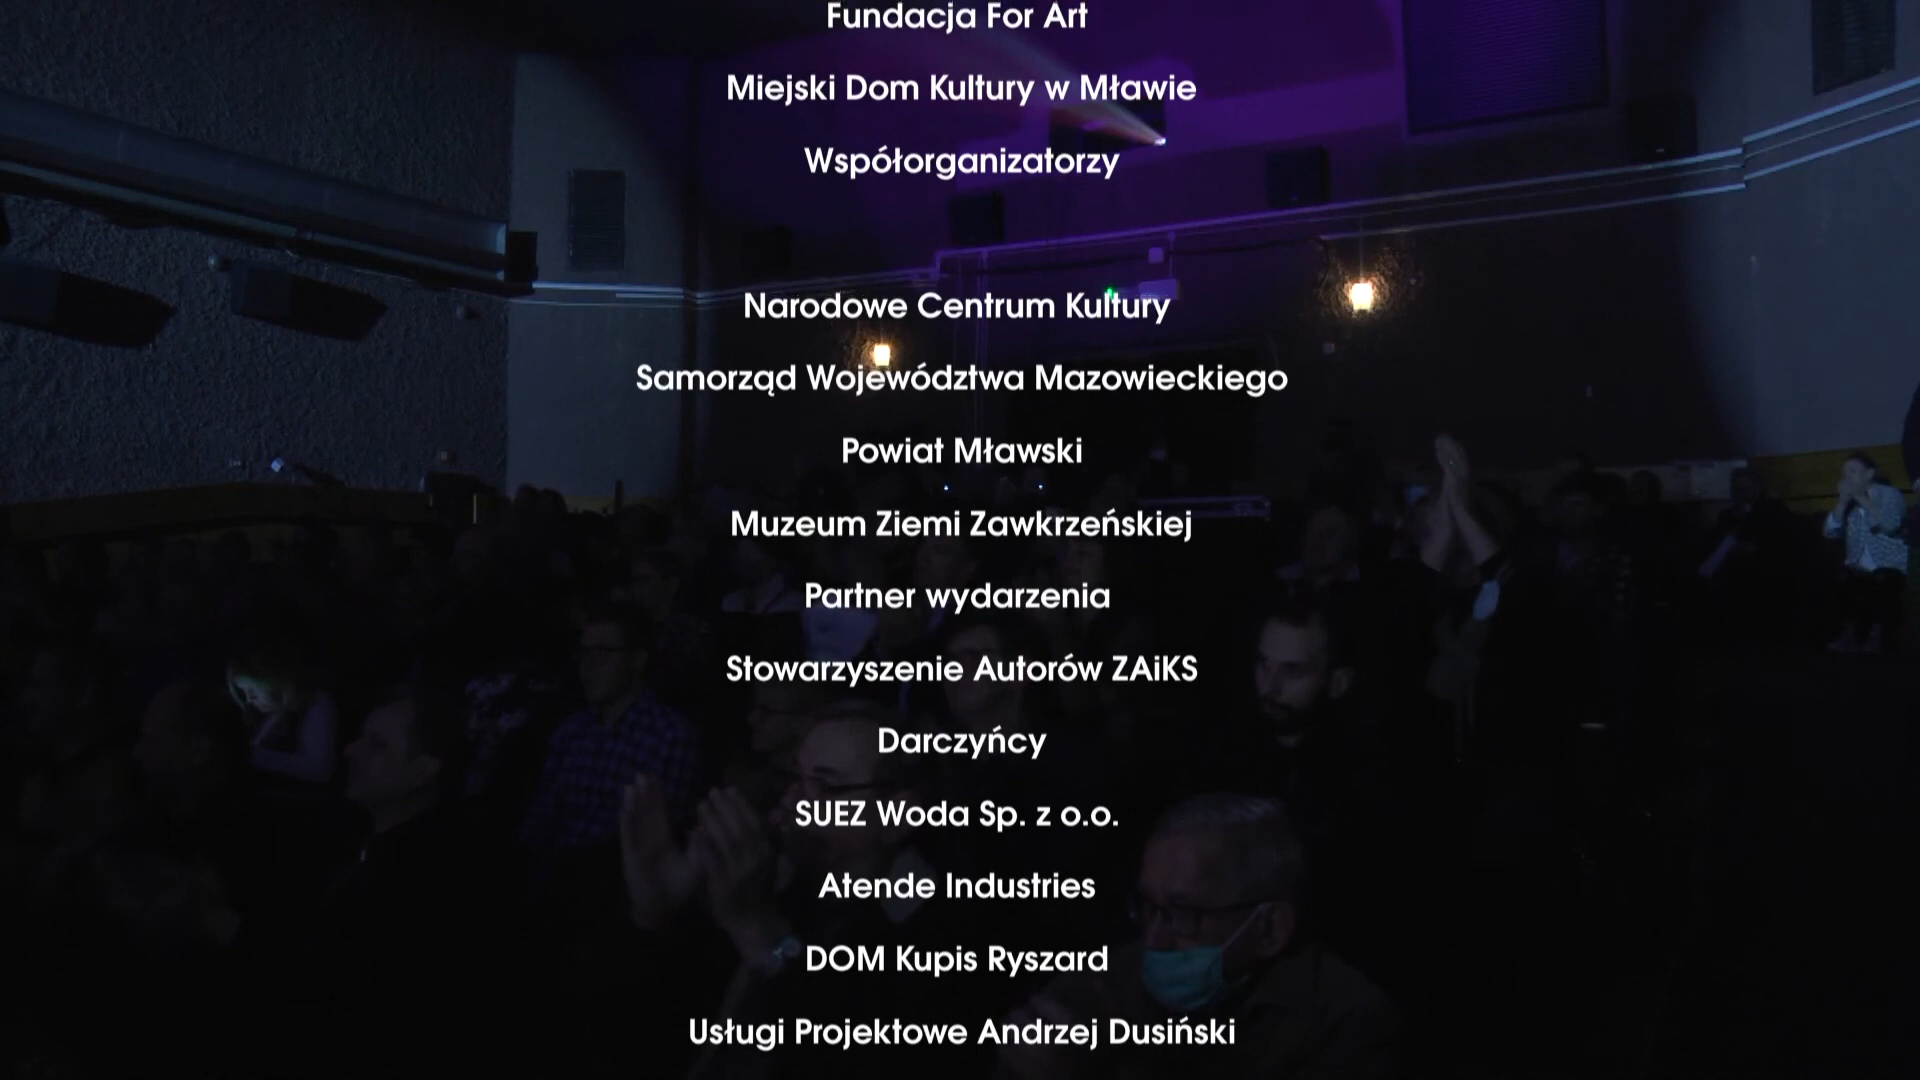 Fundacja For Art
Miejski Dom Kultury w Mławie
Współorganizatorzy
Narodowe Centrum Kultury
Samorząd Województwa Mazowieckiego
Powiat Mławski
Muzeum Ziemi Zawkrzeńskiej
Partner wydarzenia
Stowarzyszenie Autorów ZAiKS
Darczyńcy
SUEZ Woda Sp. z o.o.
Atende Industries
DOM Kupis Ryszard
Usługi Projektowe Andrzej Dusiński